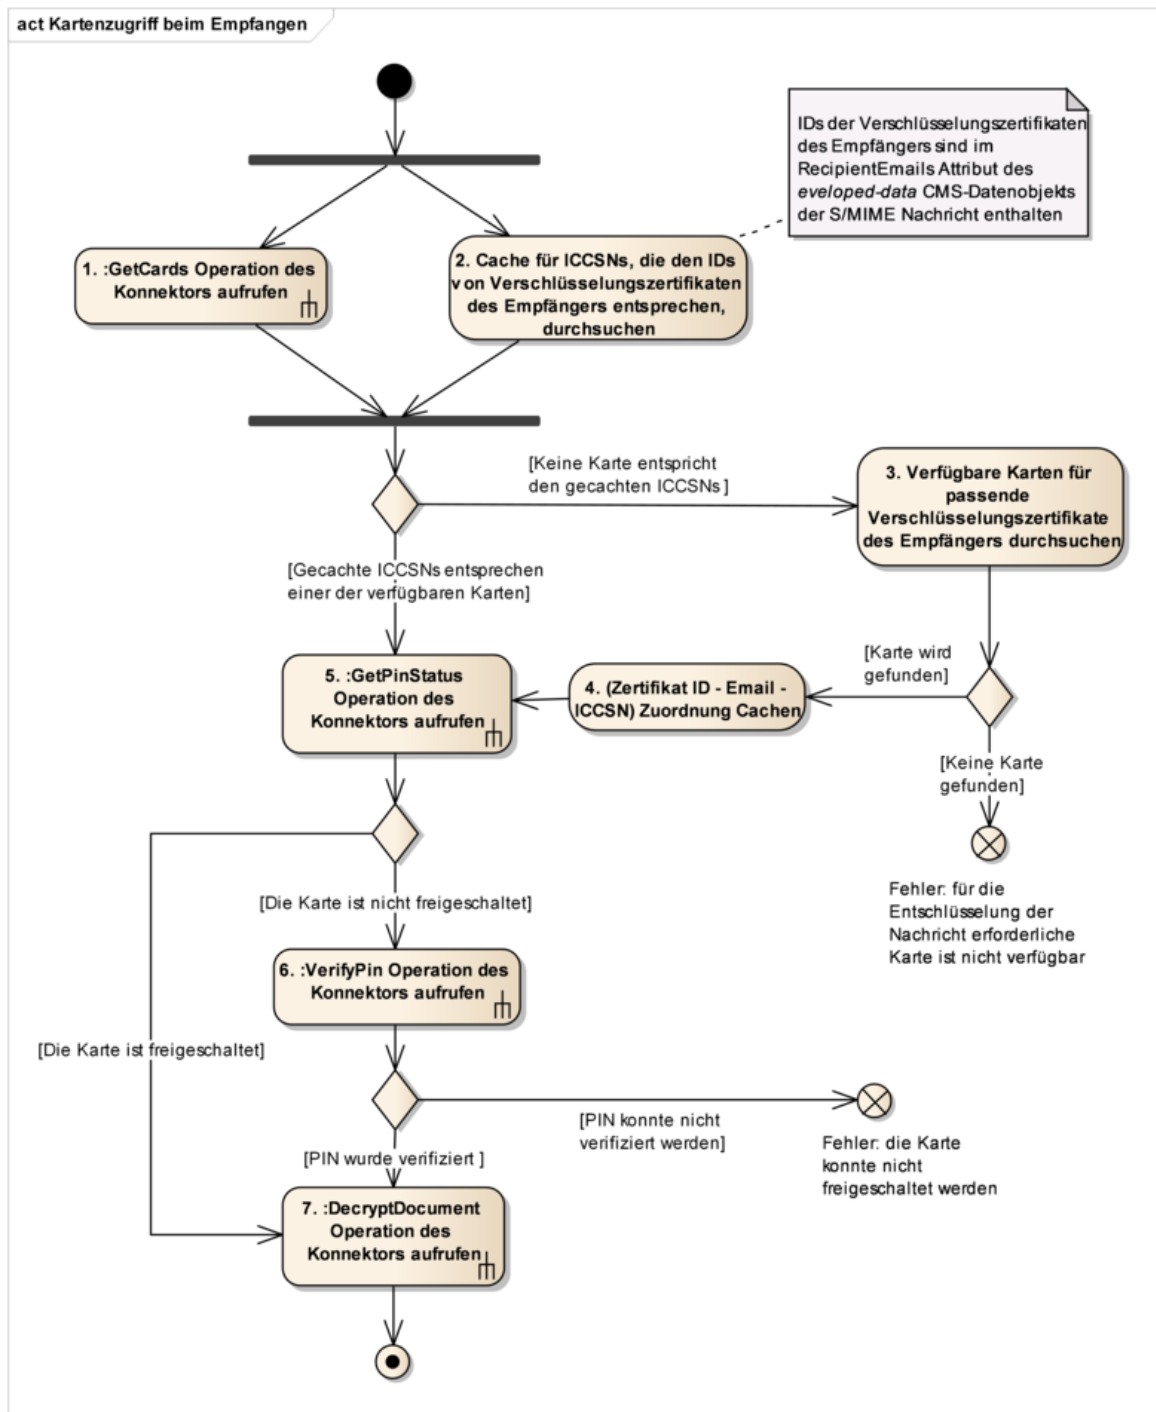 act Kartenzugriff beim Empfangen
IDs der Verschlüsselungszertifikaten
des Empfängers sind im
RecipientEmails Attribut des
eveloped-data CMS-Datenobjekts
der S/MIME Nachricht enthalten
1. :GetCards Operation des
Konnektors aufrufen
2. Cache für ICCSNs, die den IDs
von Verschlüsselungszertifikaten
des Empfängers entsprechen,
durchsuchen
[Keine Karte entspricht
den gecachten ICCSNs]
3. Verfügbare Karten für
passende
Verschlüsselungszertifikate
des Empfängers durchsuchen
[Gecachte ICCSNs entsprechen
einer der verfügbaren Karten]
[Karte wird
gefunden]
5. :GetPinStatus
Operation des
Konnektors aufrufen
4. (Zertifikat ID - Email -
ICCSN) Zuordnung Cachen
[Keine Karte
gefunden]
Fehler: für die
Entschlüsselung der
Nachricht erforderliche
Karte ist nicht verfügbar
[Die Karte ist nicht freigeschaltet]
6. :VerifyPin Operation des
Konnektors aufrufen
[Die Karte ist freigeschaltet]
[PIN konnte nicht
verifiziert werden]
Fehler: die Karte
konnte nicht
freigeschaltet werden
[PIN wurde verifiziert ]
7. :DecryptDocument
Operation des
Konnektors aufrufen